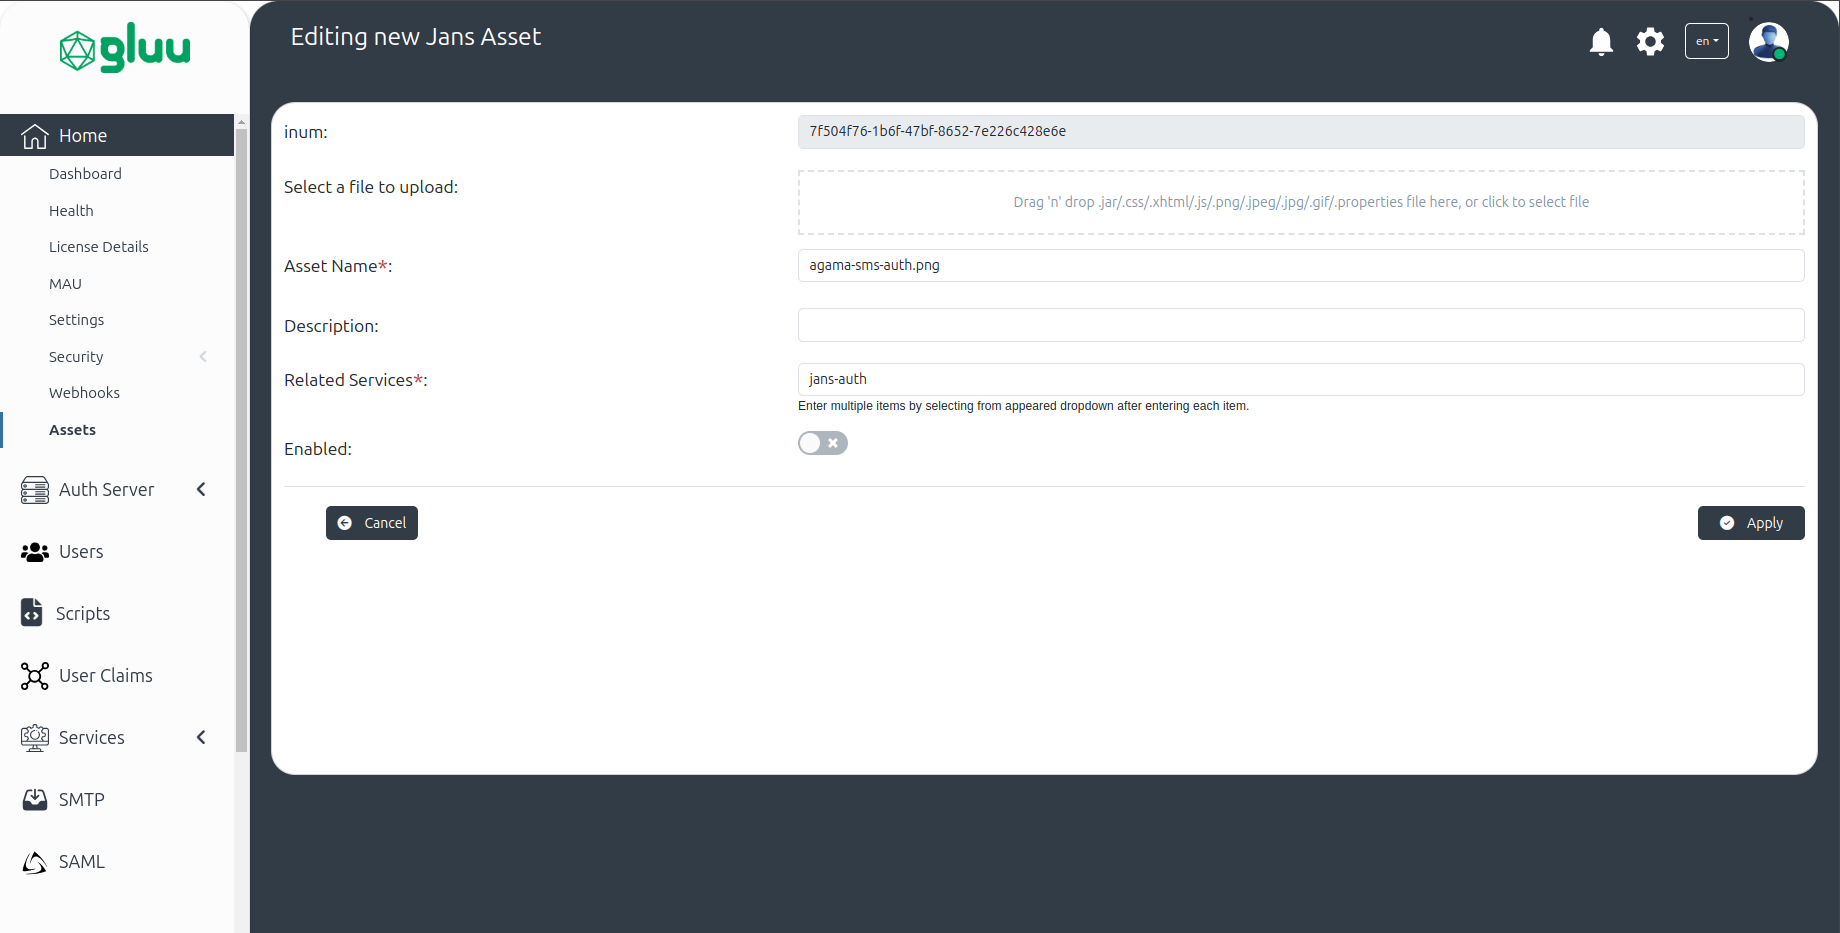 gluu
Editing new Jans Asset
en
Home
Dashboard
Health
License Details
MAU
Settings
Security
Webhooks
Assets
Auth Server
Users
Scripts
User Claims
Services
SMTP
SAML
inum:
7f504f76-1b6f-47bf-8652-7e226c428e6e
Select a file to upload:
Drag 'n' drop .jar/.css/.xhtml/.js/.png/.jpeg/.jpg/.gif/.properties file here, or click to select file
Asset Name*:
agama-sms-auth.png
Description:
Related Services*:
jans-auth
Enter multiple items by selecting from appeared dropdown after entering each item.
Enabled:
Cancel
Apply